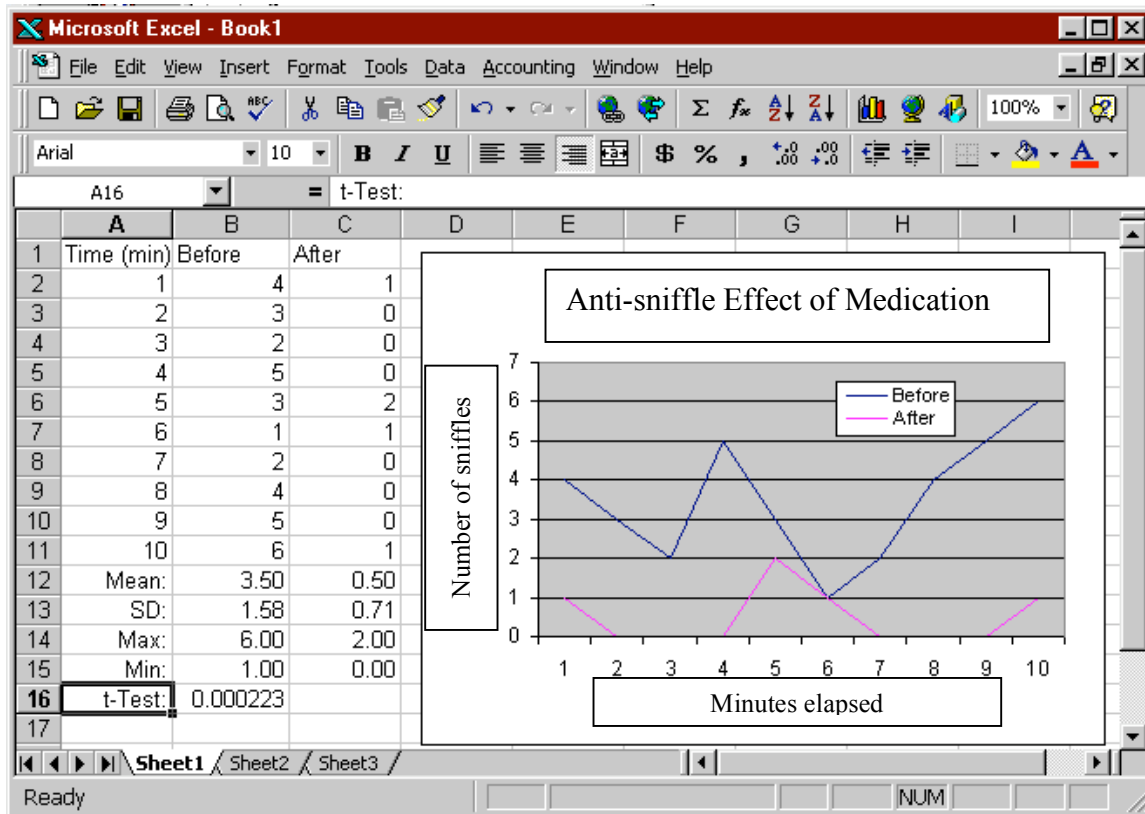 Microsoft Excel - Book1
File Edit View Insert Format Tools Data Accounting Window Help
ABC Σ fx A Z Z A 100%
Arial 10 B I U a $ % , .0 .00 .00 .0 A
A16 = t-Test:
A B C D E F G H I
1 Time (min) Before After
2 1 4 1
3 2 3 0
4 3 2 0
5 4 5 0
6 5 3 2
7 6 1 1
8 7 2 0
9 8 4 0
10 9 5 0
11 10 6 1
12 Mean: 3.50 0.50
13 SD: 1.58 0.71
14 Max: 6.00 2.00
15 Min: 1.00 0.00
16 t-Test: 0.000223
17
Anti-sniffle Effect of Medication
Number of sniffles
7
6
5
4
3
2
1
0
Before
After
1 2 3 4 5 6 7 8 9 10
Minutes elapsed
Sheet1 Sheet2 Sheet3
Ready NUM